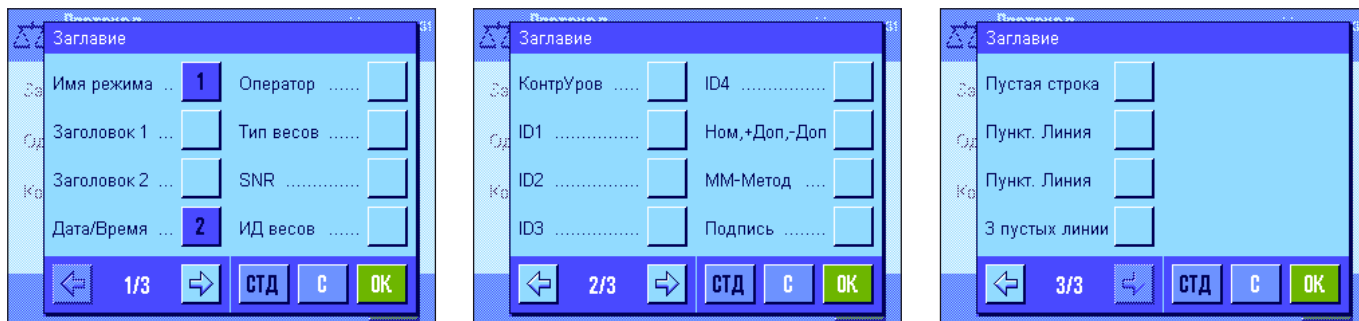 Заглавие
Имя режима .. 1 Оператор ......
Заголовок 1 ... Тип весов ......
Заголовок 2 ... SNR ..............
Дата/Время ... 2 ИД весов ......
1/3 СТД C OK
Заглавие
КонтрУров ..... ID4 ................
ID1 ................ Ном,+Доп,-Доп
ID2 ................ ММ-Метод ....
ID3 ................ Подпись ........
2/3 СТД C OK
Заглавие
Пустая строка
Пункт. Линия
Пункт. Линия
3 пустых линии
3/3 СТД C OK